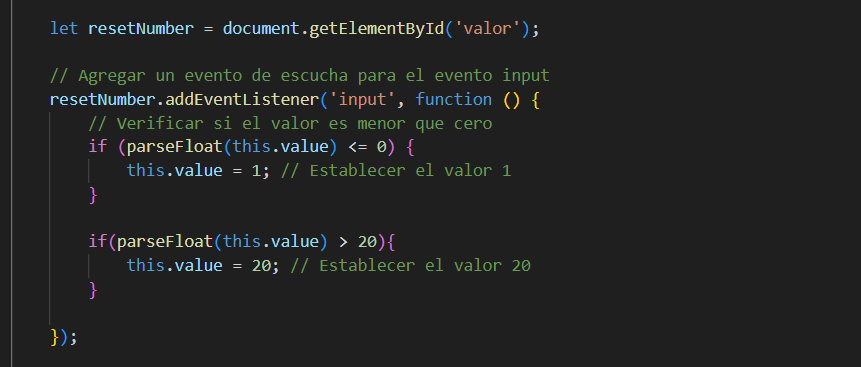 let resetNumber = document.getElementById('valor');
// Agregar un evento de escucha para el evento input
resetNumber.addEventListener('input', function () {
// Verificar si el valor es menor que cero
if (parseFloat(this.value) <= 0) {
this.value = 1; // Establecer el valor 1
}
if(parseFloat(this.value) > 20){
this.value = 20; // Establecer el valor 20
}
});